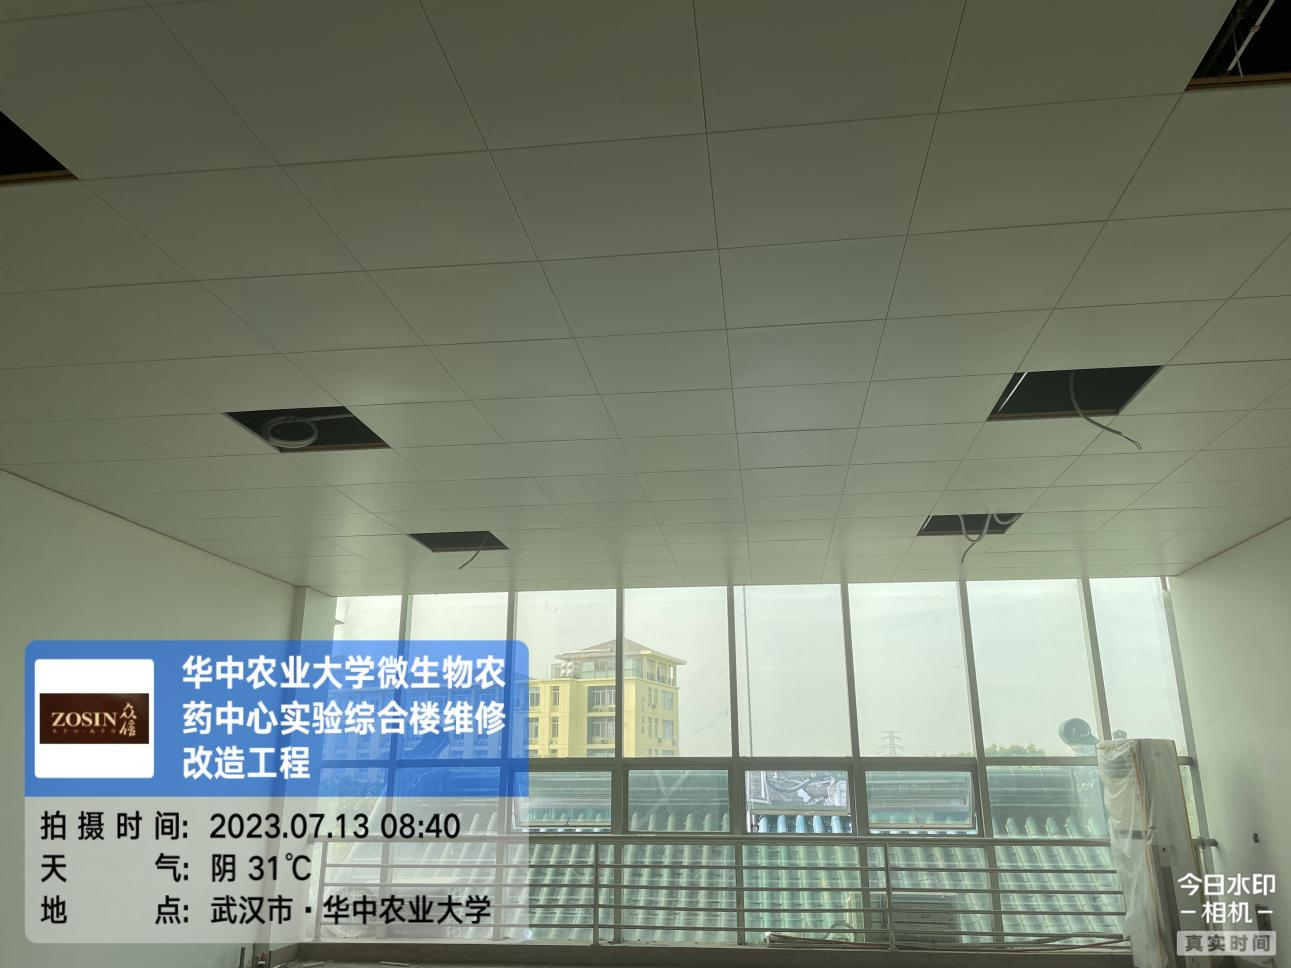 华中农业大学微生物农
药中心实验综合楼维修
改造工程
ZOSIN众信
拍摄时间: 2023.07.13 08:40
天气: 阴 31℃
地点: 武汉市·华中农业大学
今日水印
相机
真实时间